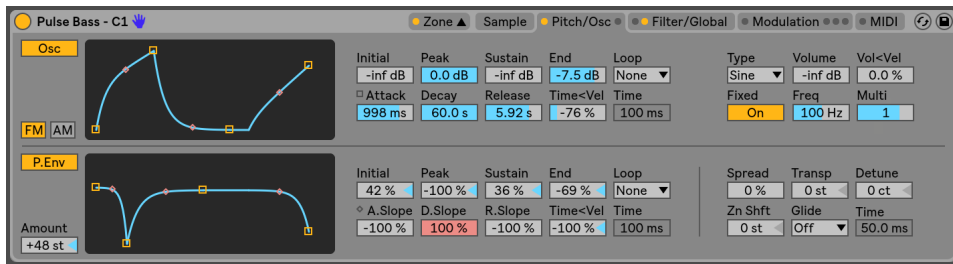 Pulse Bass - C1 Zone Sample Pitch/Osc Filter/Global Modulation MIDI
Osc
Initial Peak Sustain End Loop Type Volume Vol<Vel
-inf dB 0.0 dB -inf dB -7.5 dB None Sine -inf dB 0.0 %
Attack Decay Release Time<Vel Time Fixed Freq Multi
998 ms 60.0 s 5.92 s -76 % 100 ms On 100 Hz 1
FM AM
P.Env
Initial Peak Sustain End Loop Spread Transp Detune
42 % -100 % 36 % -69 % None 0 % 0 st 0 ct
A.Slope D.Slope R.Slope Time<Vel Time Zn Shft Glide Time
-100 % 100 % -100 % -100 % 100 ms 0 st Off 50.0 ms
Amount
+48 st